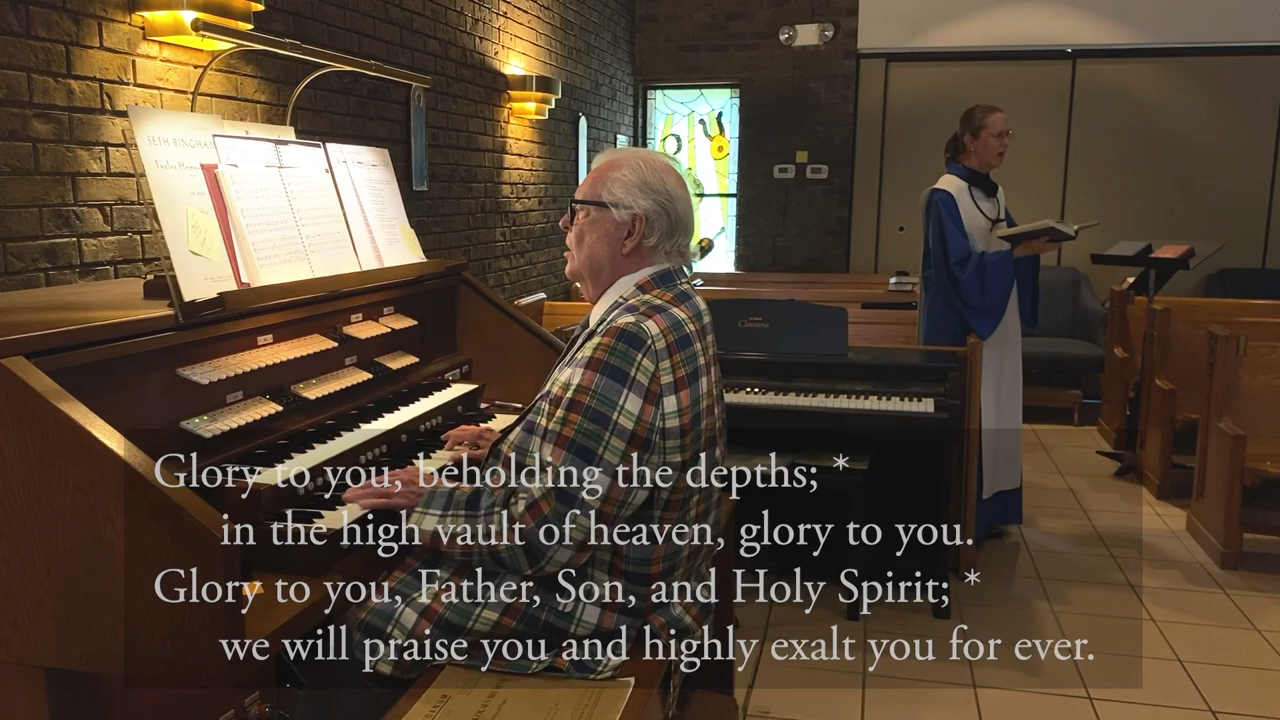 SETH BINGHAM
Clavinova
Glory to you, beholding the depths; *
in the high vault of heaven, glory to you.
Glory to you, Father, Son, and Holy Spirit; *
we will praise you and highly exalt you for ever.